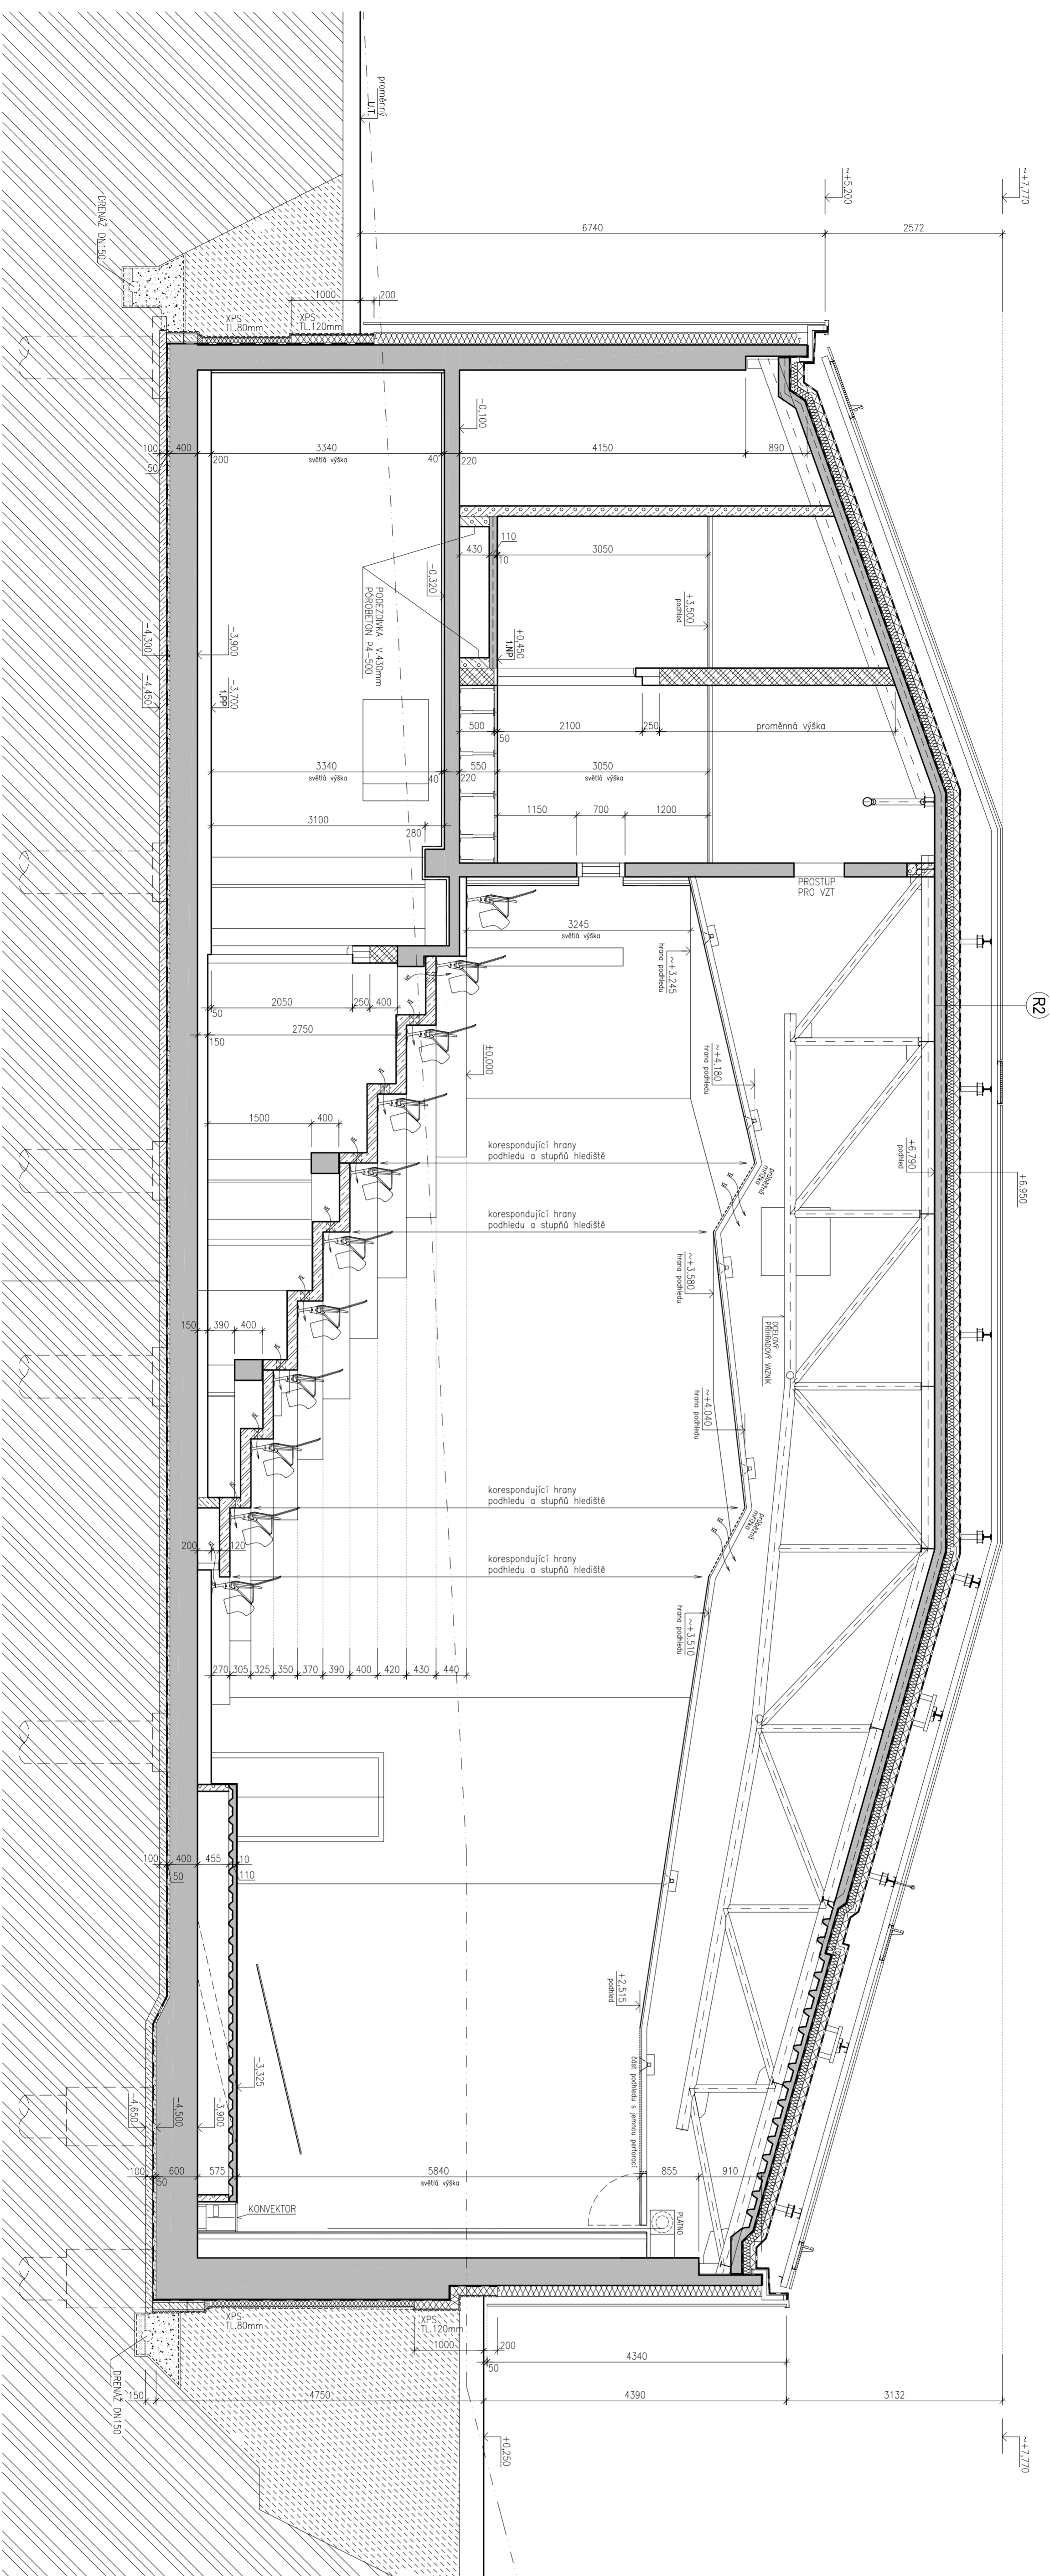 ~+7,770
~+5,200
2572
6740
proměnný
U.T.
DRENÁŽ DN150
1000
200
XPS
TL.80mm
XPS
TL.120mm
-0,100
100
50
400
200
3340
světlá výška
40
220
4150
890
430
110
10
3050
-0,320
PODEZDÍVKA V.430mm
PÓROBETON P4-500
+3,500
podhled
+0,450
1.NP
-3,900
-4,300
-3,700
1.PP
-4,450
500
50
2100
250
proměnná výška
3340
světlá výška
40
220
550
3050
světlá výška
1150
700
1200
3100
280
PROSTUP
PRO VZT
3245
světlá výška
~+3.245
hrana podhledu
R2
2050
250
400
50
2750
150
±0,000
~+4.180
hrana podhledu
+6,790
podhled
+6.950
1500
400
korespondující hrany
podhledu a stupňů hlediště
průběžná
mřížka
korespondující hrany
podhledu a stupňů hlediště
~+3.580
hrana podhledu
OCELOVÝ
PŘÍHRADOVÝ VAZNÍK
150
390
400
~+4.040
hrana podhledu
korespondující hrany
podhledu a stupňů hlediště
průběžná
mřížka
200
120
korespondující hrany
podhledu a stupňů hlediště
~+3.510
hrana podhledu
270
305
325
350
370
390
400
420
430
440
100
50
400
455
10
110
+2,515
podhled
-3,325
část podhledu s jemnou perforací
-4,650
-4,500
-3,900
100
50
600
575
5840
světlá výška
855
910
KONVEKTOR
PLÁTNO
XPS
TL.80mm
XPS
TL.120mm
1000
200
50
4340
DRENÁŽ DN150
150
4750
4390
3132
+0,250
~+7,770